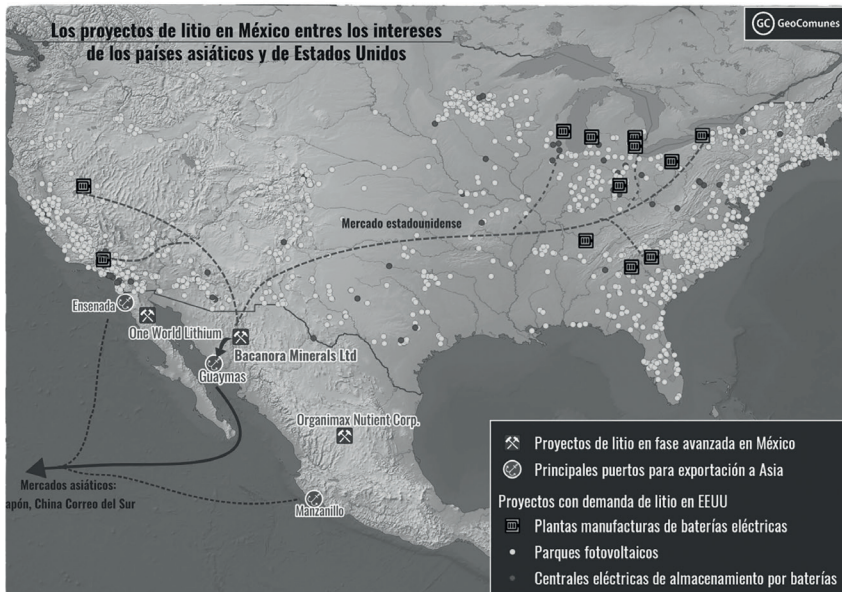 Los proyectos de litio en México entres los intereses
de los países asiáticos y de Estados Unidos
GC GeoComunes
Mercado estadounidense
Ensenada
One World Lithium
Bacanora Minerals Ltd
Guaymas
Organimax Nutient Corp.
Mercados asiáticos:
apón, China Correo del Sur
Manzanillo
Proyectos de litio en fase avanzada en México
Principales puertos para exportación a Asia
Proyectos con demanda de litio en EEUU
Plantas manufacturas de baterías eléctricas
Parques fotovoltaicos
Centrales eléctricas de almacenamiento por baterías